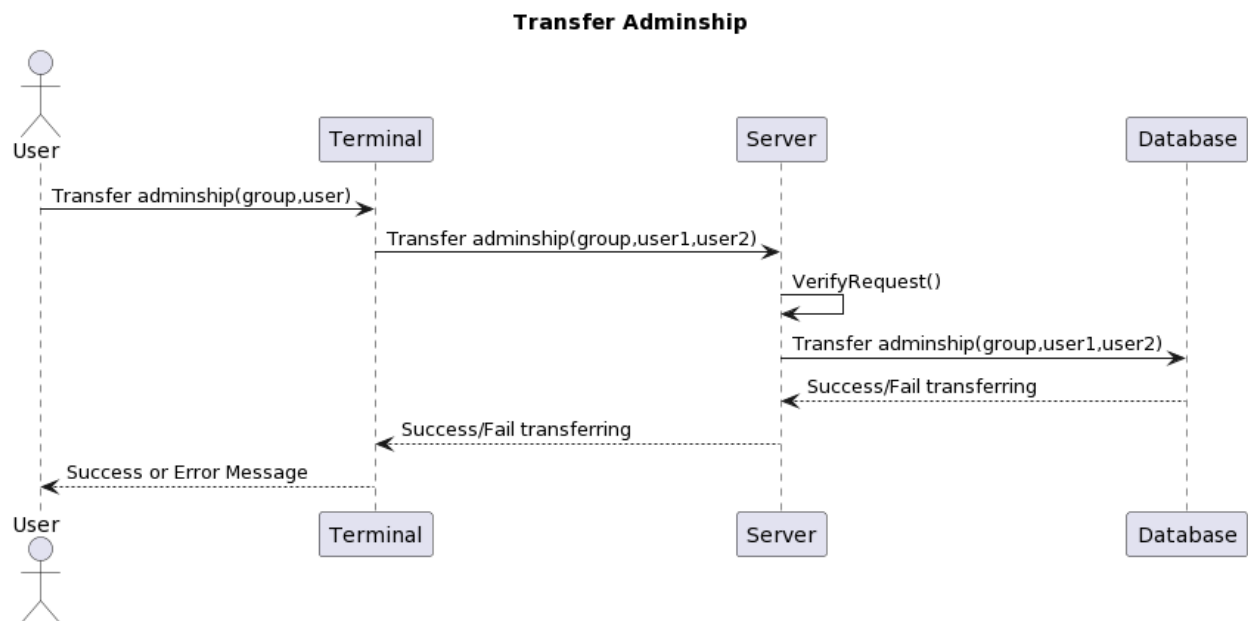 Transfer Adminship
User
Terminal
Server
Database
Transfer adminship(group,user)
Transfer adminship(group,user1,user2)
VerifyRequest()
Transfer adminship(group,user1,user2)
Success/Fail transferring
Success/Fail transferring
Success or Error Message
User
Terminal
Server
Database